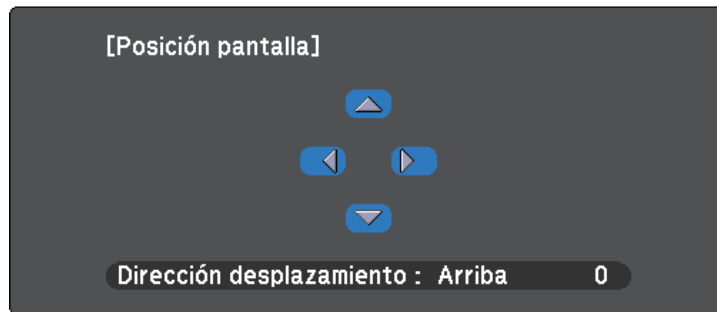 [Posición pantalla]
Dirección desplazamiento : Arriba 0